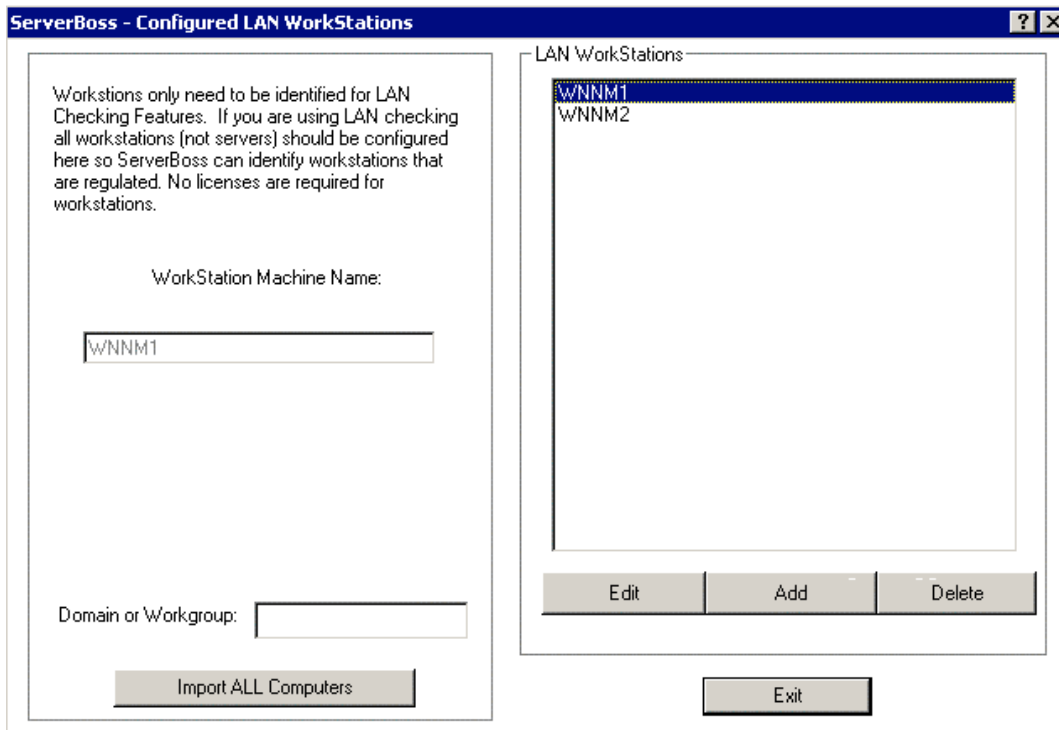 ServerBoss - Configured LAN WorkStations
Workstions only need to be identified for LAN
Checking Features.  If you are using LAN checking
all workstations (not servers) should be configured
here so ServerBoss can identify workstations that
are regulated. No licenses are required for
workstations.
WorkStation Machine Name:
WNNM1
Domain or Workgroup:
Import ALL Computers
LAN WorkStations
WNNM1
WNNM2
Edit
Add
Delete
Exit